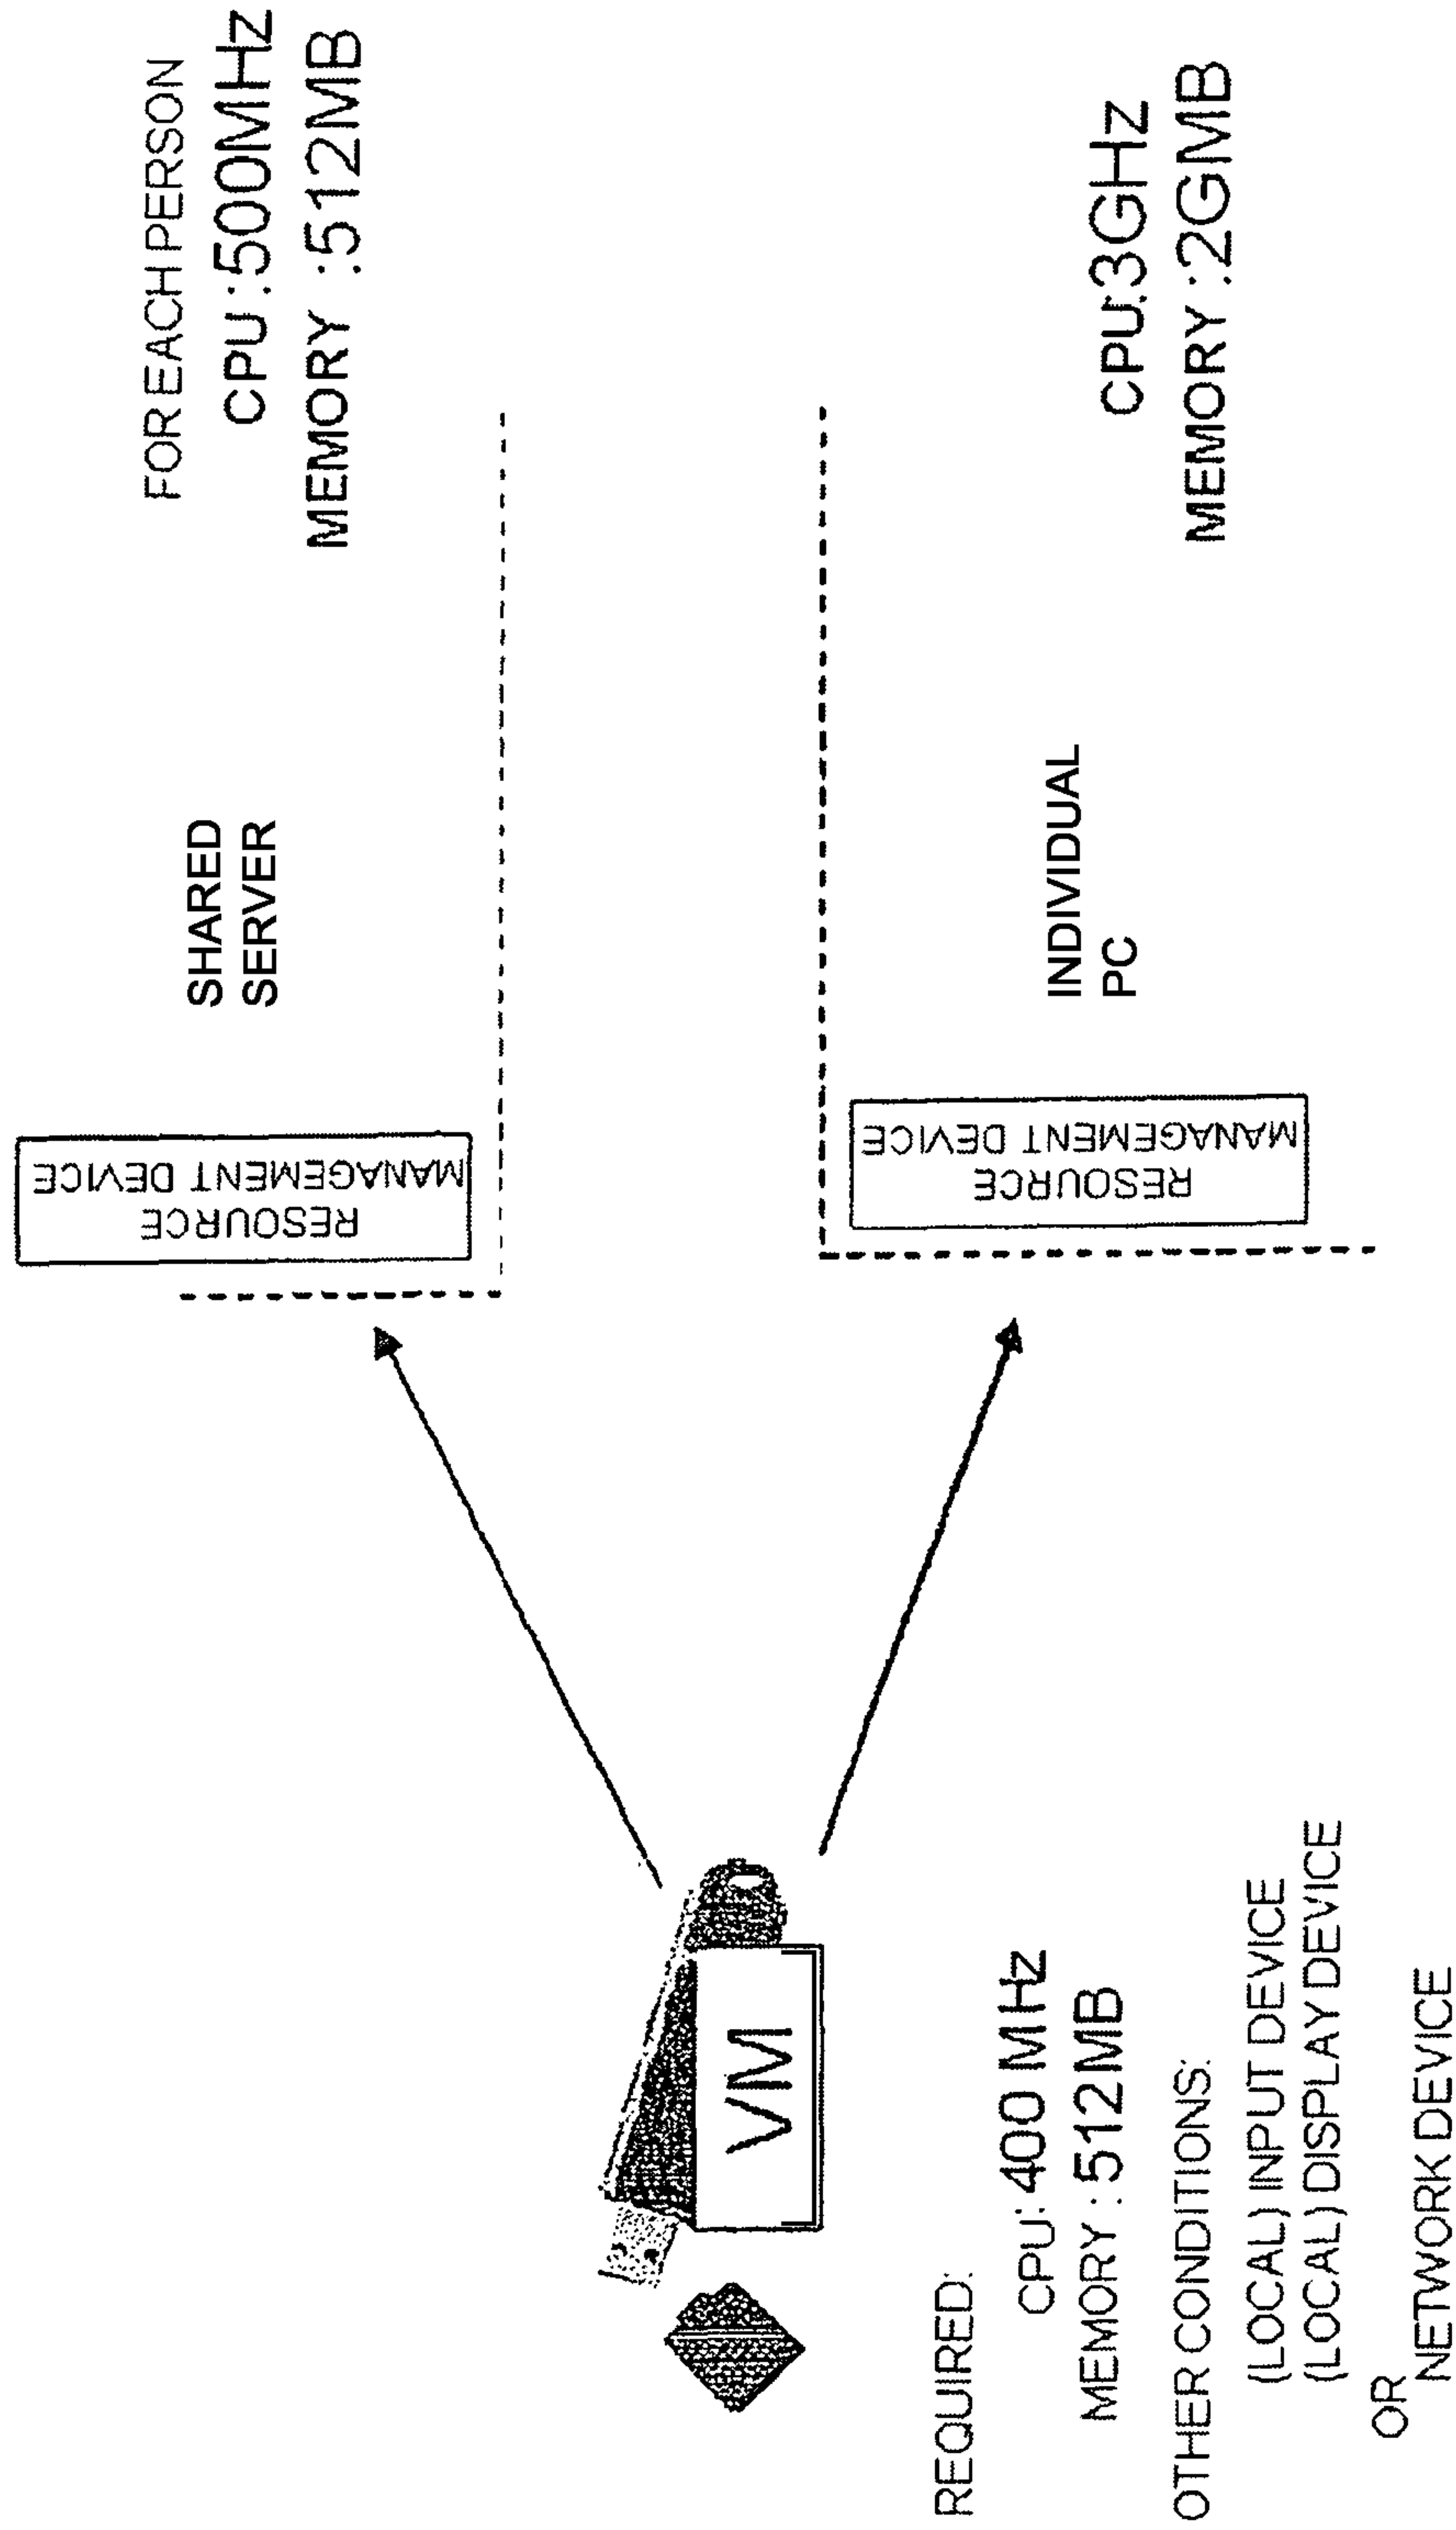 FOR EACH PERSON
CPU :500MHz
MEMORY :512MB
SHARED
SERVER
RESOURCE
MANAGEMENT DEVICE
VM
REQUIRED:
CPU: 400 MHz
MEMORY : 512MB
OTHER CONDITIONS:
(LOCAL) INPUT DEVICE
(LOCAL) DISPLAY DEVICE
OR
NETWORK DEVICE
RESOURCE
MANAGEMENT DEVICE
INDIVIDUAL
PC
CPU:3GHz
MEMORY :2GMB